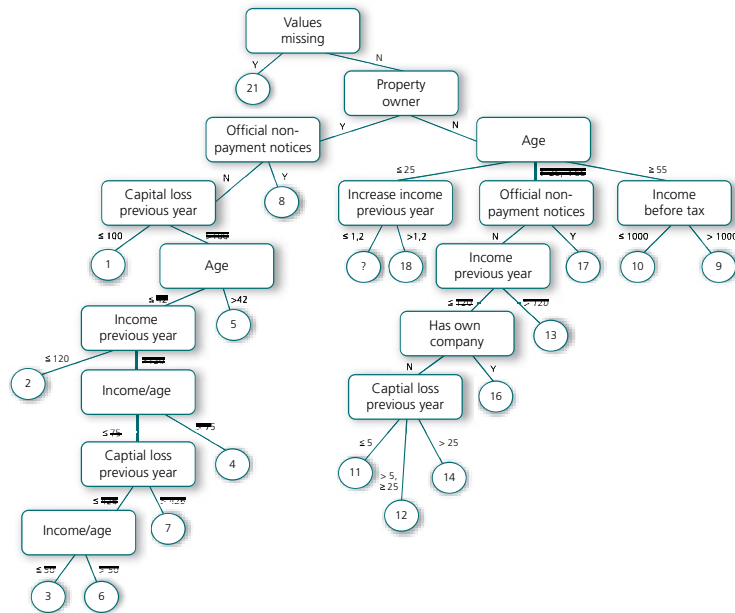 Values
missing
Y
N
21
Property
owner
Y
N
Official non-
payment notices
Age
N
Y
≤ 25
≥ 55
Capital loss
previous year
8
Increase income
previous year
Official non-
payment notices
Income
before tax
≤ 100
≤ 1,2
>1,2
N
Y
≤ 1000
> 1000
1
Age
?
18
Income
previous year
17
10
9
>42
Income
previous year
5
Has own
company
13
≤ 120
N
Y
2
Income/age
Captial loss
previous year
16
≤ 5
> 5,
≥ 25
> 25
Captial loss
previous year
4
11
14
12
Income/age
7
3
6